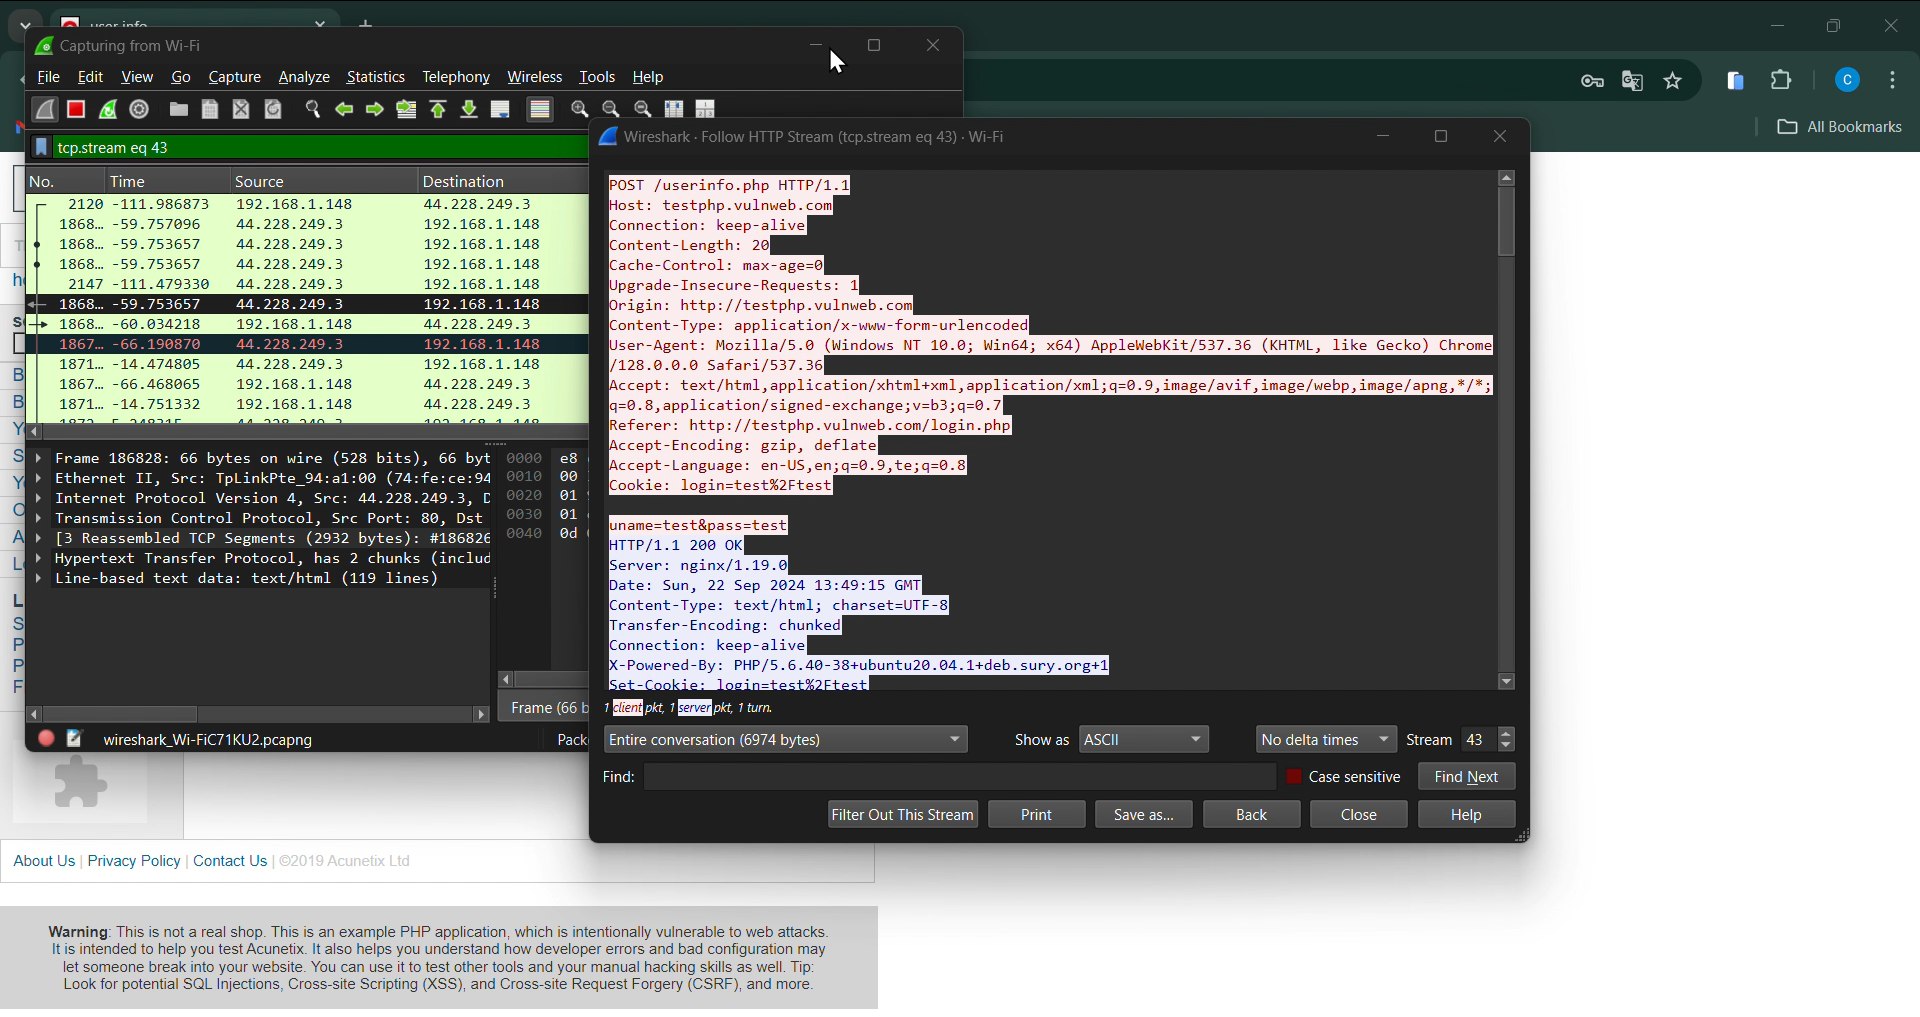 Capturing from Wi-Fi
File Edit View Go Capture Analyze Statistics Telephony Wireless Tools Help
C
All Bookmarks
tcp.stream eq 43
No. Time Source Destination
2120 -111.986873 192.168.1.148 44.228.249.3
1868... -59.757096 44.228.249.3 192.168.1.148
1868... -59.753657 44.228.249.3 192.168.1.148
1868... -59.753657 44.228.249.3 192.168.1.148
2147 -111.479330 44.228.249.3 192.168.1.148
1868... -59.753657 44.228.249.3 192.168.1.148
1868... -60.034218 192.168.1.148 44.228.249.3
1867... -66.190870 44.228.249.3 192.168.1.148
1871... -14.474805 44.228.249.3 192.168.1.148
1867... -66.468065 192.168.1.148 44.228.249.3
1871... -14.751332 192.168.1.148 44.228.249.3
Frame 186828: 66 bytes on wire (528 bits), 66 byt
Ethernet II, Src: TpLinkPte_94:a1:00 (74:fe:ce:94
Internet Protocol Version 4, Src: 44.228.249.3, D
Transmission Control Protocol, Src Port: 80, Dst
[3 Reassembled TCP Segments (2932 bytes): #186826
Hypertext Transfer Protocol, has 2 chunks (includ
Line-based text data: text/html (119 lines)
0000 e8
0010 00
0020 01
0030 01
0040 0d
Frame (66 b
wireshark_Wi-FiC71KU2.pcapng
Pack
Wireshark · Follow HTTP Stream (tcp.stream eq 43) · Wi-Fi
POST /userinfo.php HTTP/1.1
Host: testphp.vulnweb.com
Connection: keep-alive
Content-Length: 20
Cache-Control: max-age=0
Upgrade-Insecure-Requests: 1
Origin: http://testphp.vulnweb.com
Content-Type: application/x-www-form-urlencoded
User-Agent: Mozilla/5.0 (Windows NT 10.0; Win64; x64) AppleWebKit/537.36 (KHTML, like Gecko) Chrome
/128.0.0.0 Safari/537.36
Accept: text/html,application/xhtml+xml,application/xml;q=0.9,image/avif,image/webp,image/apng,*/*;
q=0.8,application/signed-exchange;v=b3;q=0.7
Referer: http://testphp.vulnweb.com/login.php
Accept-Encoding: gzip, deflate
Accept-Language: en-US,en;q=0.9,te;q=0.8
Cookie: login=test%2Ftest
uname=test&pass=test
HTTP/1.1 200 OK
Server: nginx/1.19.0
Date: Sun, 22 Sep 2024 13:49:15 GMT
Content-Type: text/html; charset=UTF-8
Transfer-Encoding: chunked
Connection: keep-alive
X-Powered-By: PHP/5.6.40-38+ubuntu20.04.1+deb.sury.org+1
Set-Cookie: login=test%2Ftest
1 client pkt, 1 server pkt, 1 turn.
Entire conversation (6974 bytes) Show as ASCII No delta times Stream 43
Find: Case sensitive Find Next
Filter Out This Stream Print Save as... Back Close Help
About Us | Privacy Policy | Contact Us | ©2019 Acunetix Ltd
Warning: This is not a real shop. This is an example PHP application, which is intentionally vulnerable to web attacks.
It is intended to help you test Acunetix. It also helps you understand how developer errors and bad configuration may
let someone break into your website. You can use it to test other tools and your manual hacking skills as well. Tip:
Look for potential SQL Injections, Cross-site Scripting (XSS), and Cross-site Request Forgery (CSRF), and more.